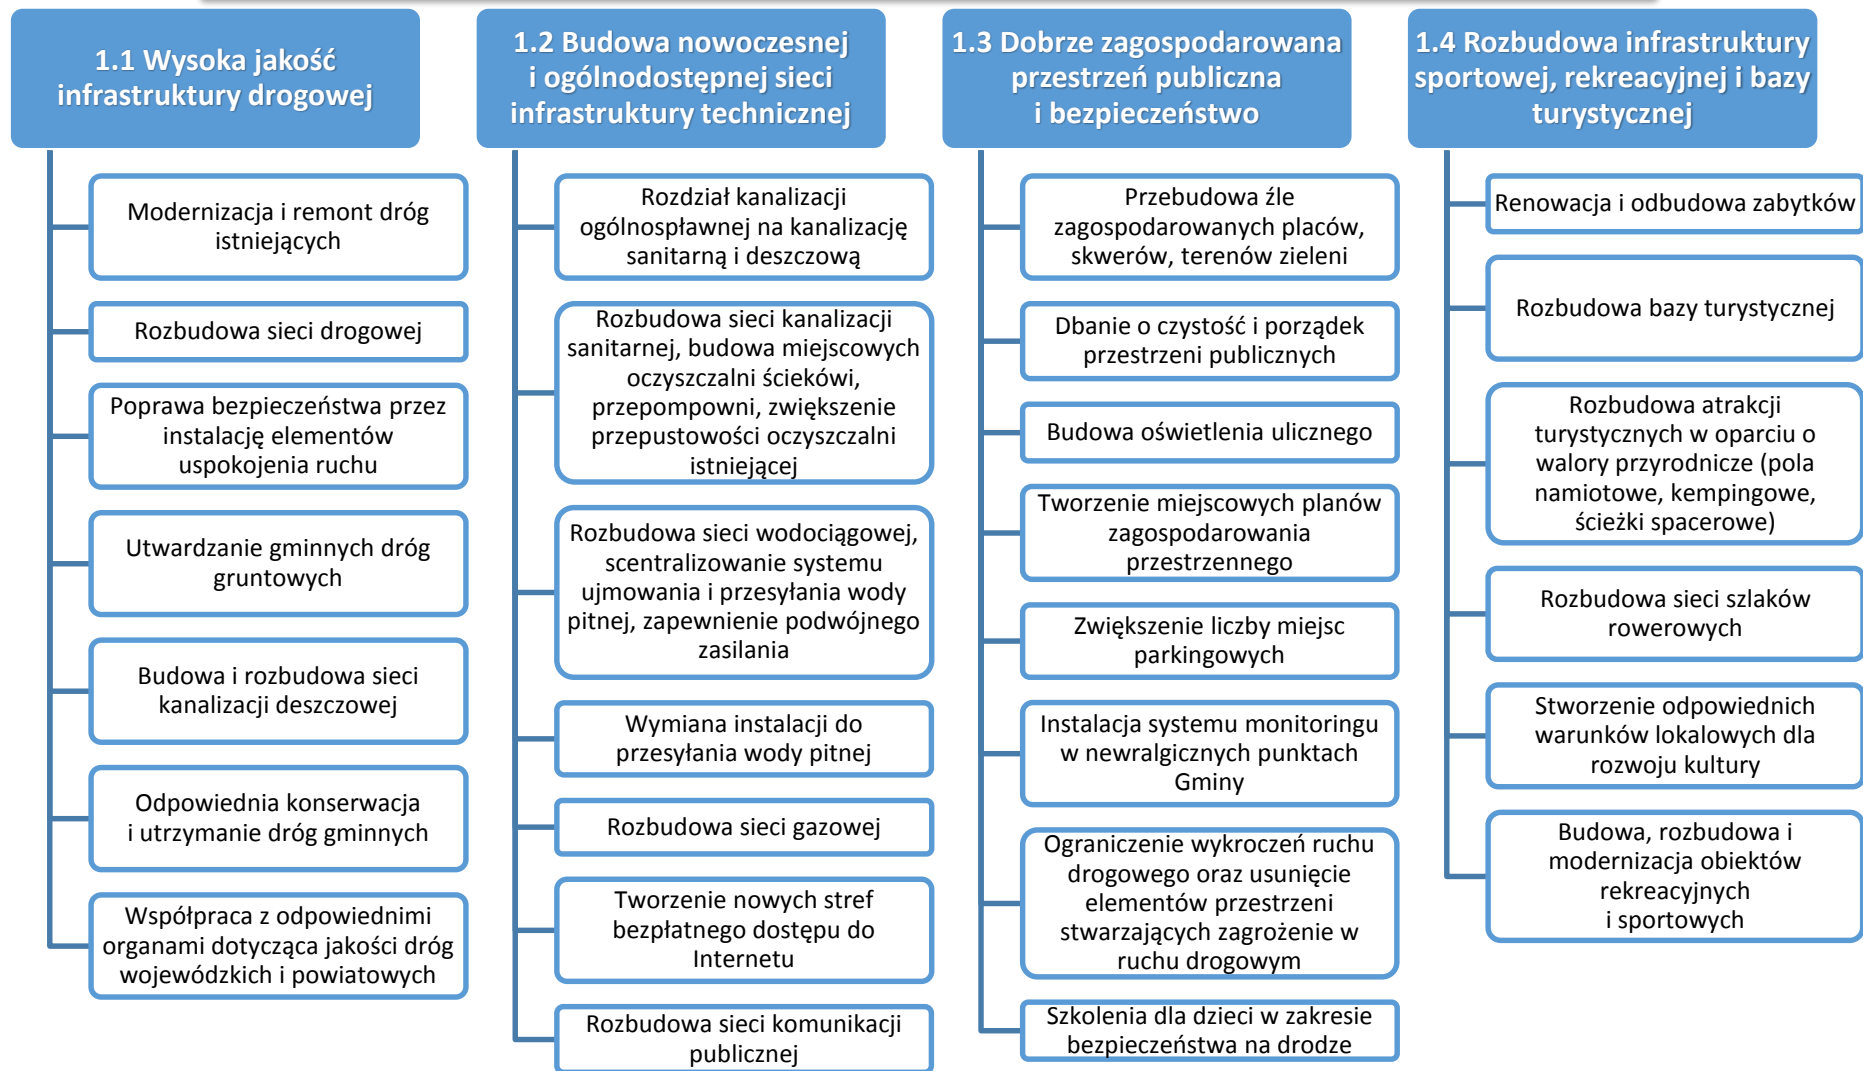 1.1 Wysoka jakość
infrastruktury drogowej
Modernizacja i remont dróg
istniejących
Rozbudowa sieci drogowej
Poprawa bezpieczeństwa przez
instalację elementów
uspokojenia ruchu
Utwardzanie gminnych dróg
gruntowych
Budowa i rozbudowa sieci
kanalizacji deszczowej
Odpowiednia konserwacja
i utrzymanie dróg gminnych
Współpraca z odpowiednimi
organami dotycząca jakości dróg
wojewódzkich i powiatowych
1.2 Budowa nowoczesnej
i ogólnodostępnej sieci
infrastruktury technicznej
Rozdział kanalizacji
ogólnospławnej na kanalizację
sanitarną i deszczową
Rozbudowa sieci kanalizacji
sanitarnej, budowa miejscowych
oczyszczalni ściekówi,
przepompowni, zwiększenie
przepustowości oczyszczalni
istniejącej
Rozbudowa sieci wodociągowej,
scentralizowanie systemu
ujmowania i przesyłania wody
pitnej, zapewnienie podwójnego
zasilania
Wymiana instalacji do
przesyłania wody pitnej
Rozbudowa sieci gazowej
Tworzenie nowych stref
bezpłatnego dostępu do
Internetu
Rozbudowa sieci komunikacji
publicznej
1.3 Dobrze zagospodarowana
przestrzeń publiczna
i bezpieczeństwo
Przebudowa źle
zagospodarowanych placów,
skwerów, terenów zieleni
Dbanie o czystość i porządek
przestrzeni publicznych
Budowa oświetlenia ulicznego
Tworzenie miejscowych planów
zagospodarowania
przestrzennego
Zwiększenie liczby miejsc
parkingowych
Instalacja systemu monitoringu
w newralgicznych punktach
Gminy
Ograniczenie wykroczeń ruchu
drogowego oraz usunięcie
elementów przestrzeni
stwarzających zagrożenie w
ruchu drogowym
Szkolenia dla dzieci w zakresie
bezpieczeństwa na drodze
1.4 Rozbudowa infrastruktury
sportowej, rekreacyjnej i bazy
turystycznej
Renowacja i odbudowa zabytków
Rozbudowa bazy turystycznej
Rozbudowa atrakcji
turystycznych w oparciu o
walory przyrodnicze (pola
namiotowe, kempingowe,
ścieżki spacerowe)
Rozbudowa sieci szlaków
rowerowych
Stworzenie odpowiednich
warunków lokalowych dla
rozwoju kultury
Budowa, rozbudowa i
modernizacja obiektów
rekreacyjnych
i sportowych